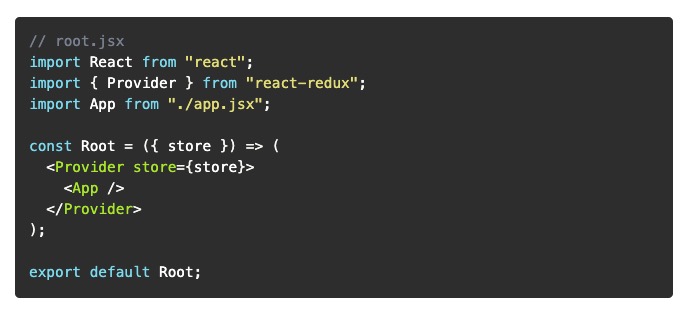 // root.jsx
import React from "react";
import { Provider } from "react-redux";
import App from "./app.jsx";

const Root = ({ store }) => (
  <Provider store={store}>
    <App />
  </Provider>
);

export default Root;